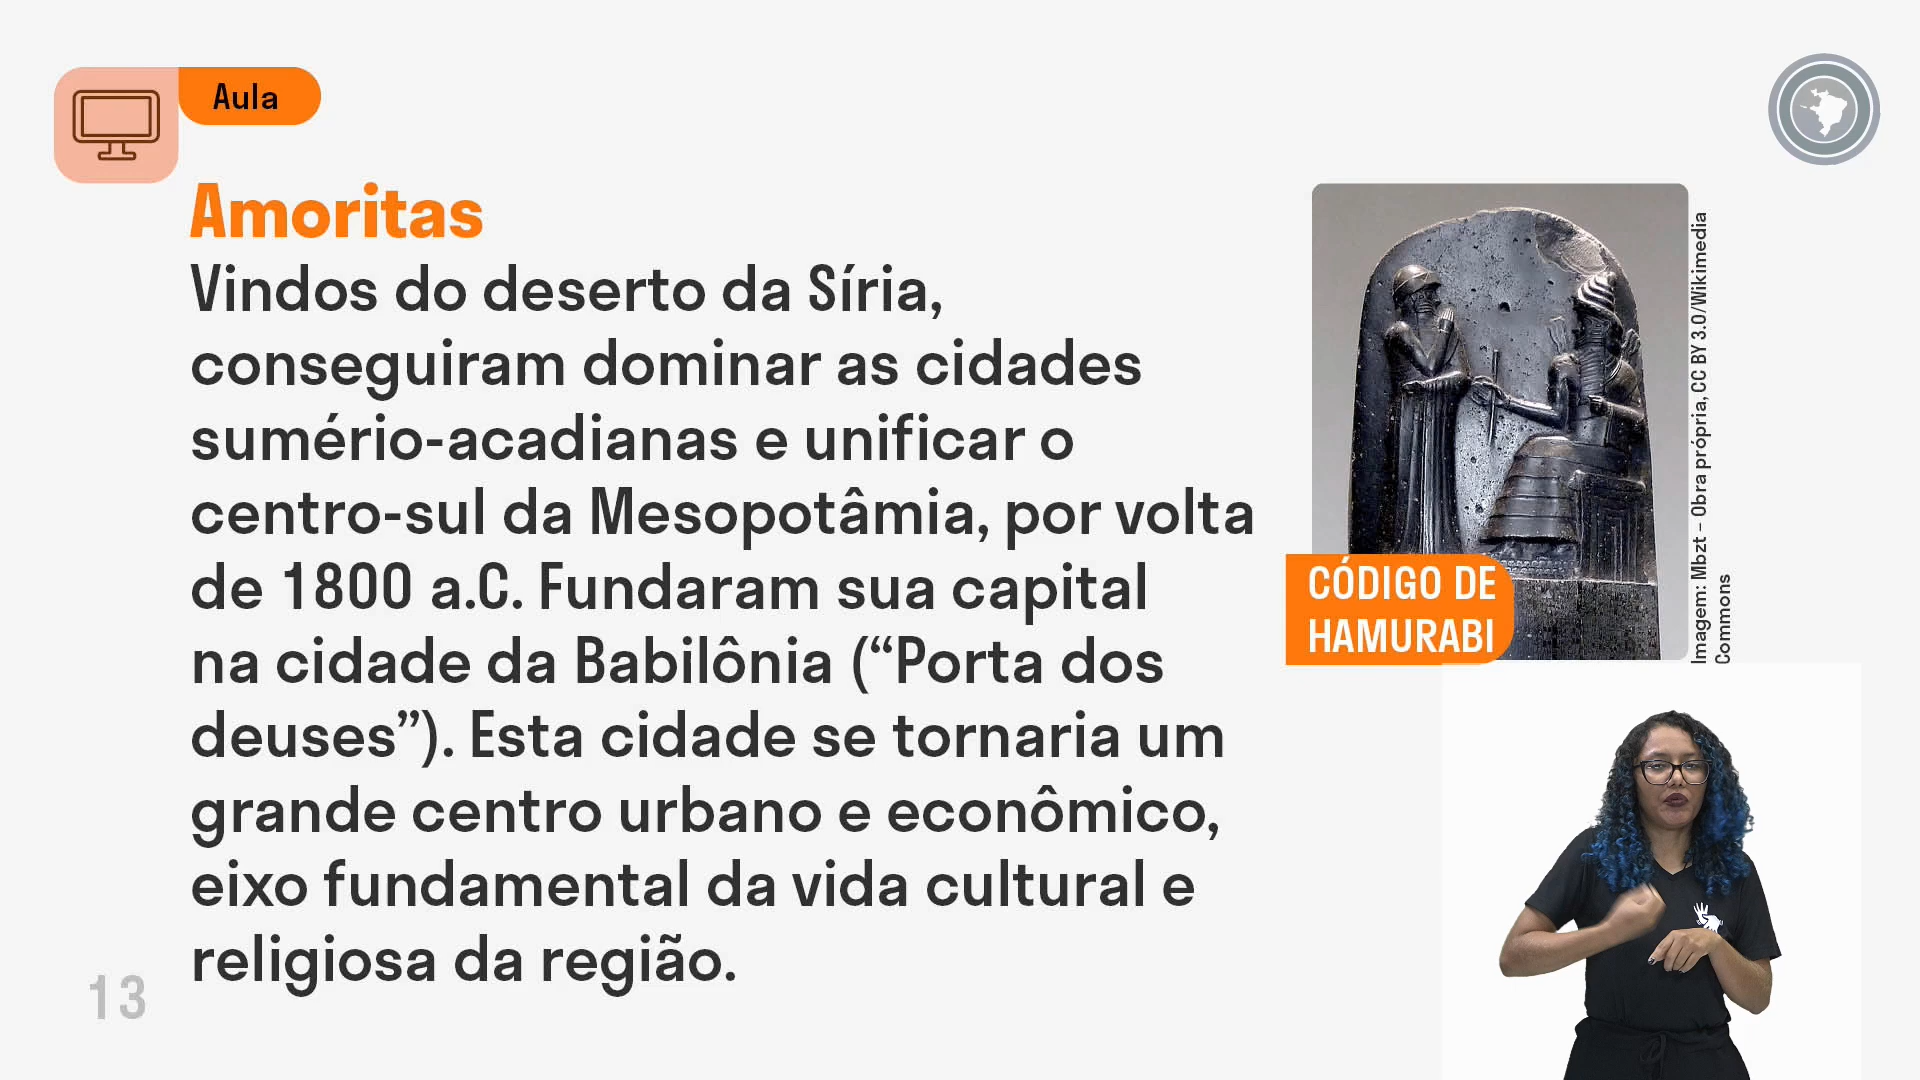 Aula
Amoritas
Vindos do deserto da Síria,
conseguiram dominar as cidades
sumério-acadianas e unificar o
centro-sul da Mesopotâmia, por volta
de 1800 a.C. Fundaram sua capital
na cidade da Babilônia (“Porta dos
deuses”). Esta cidade se tornaria um
grande centro urbano e econômico,
eixo fundamental da vida cultural e
religiosa da região.
CÓDIGO DE
HAMURABI
Imagem: Mbzt – Obra própria, CC BY 3.0/Wikimedia
Commons
13